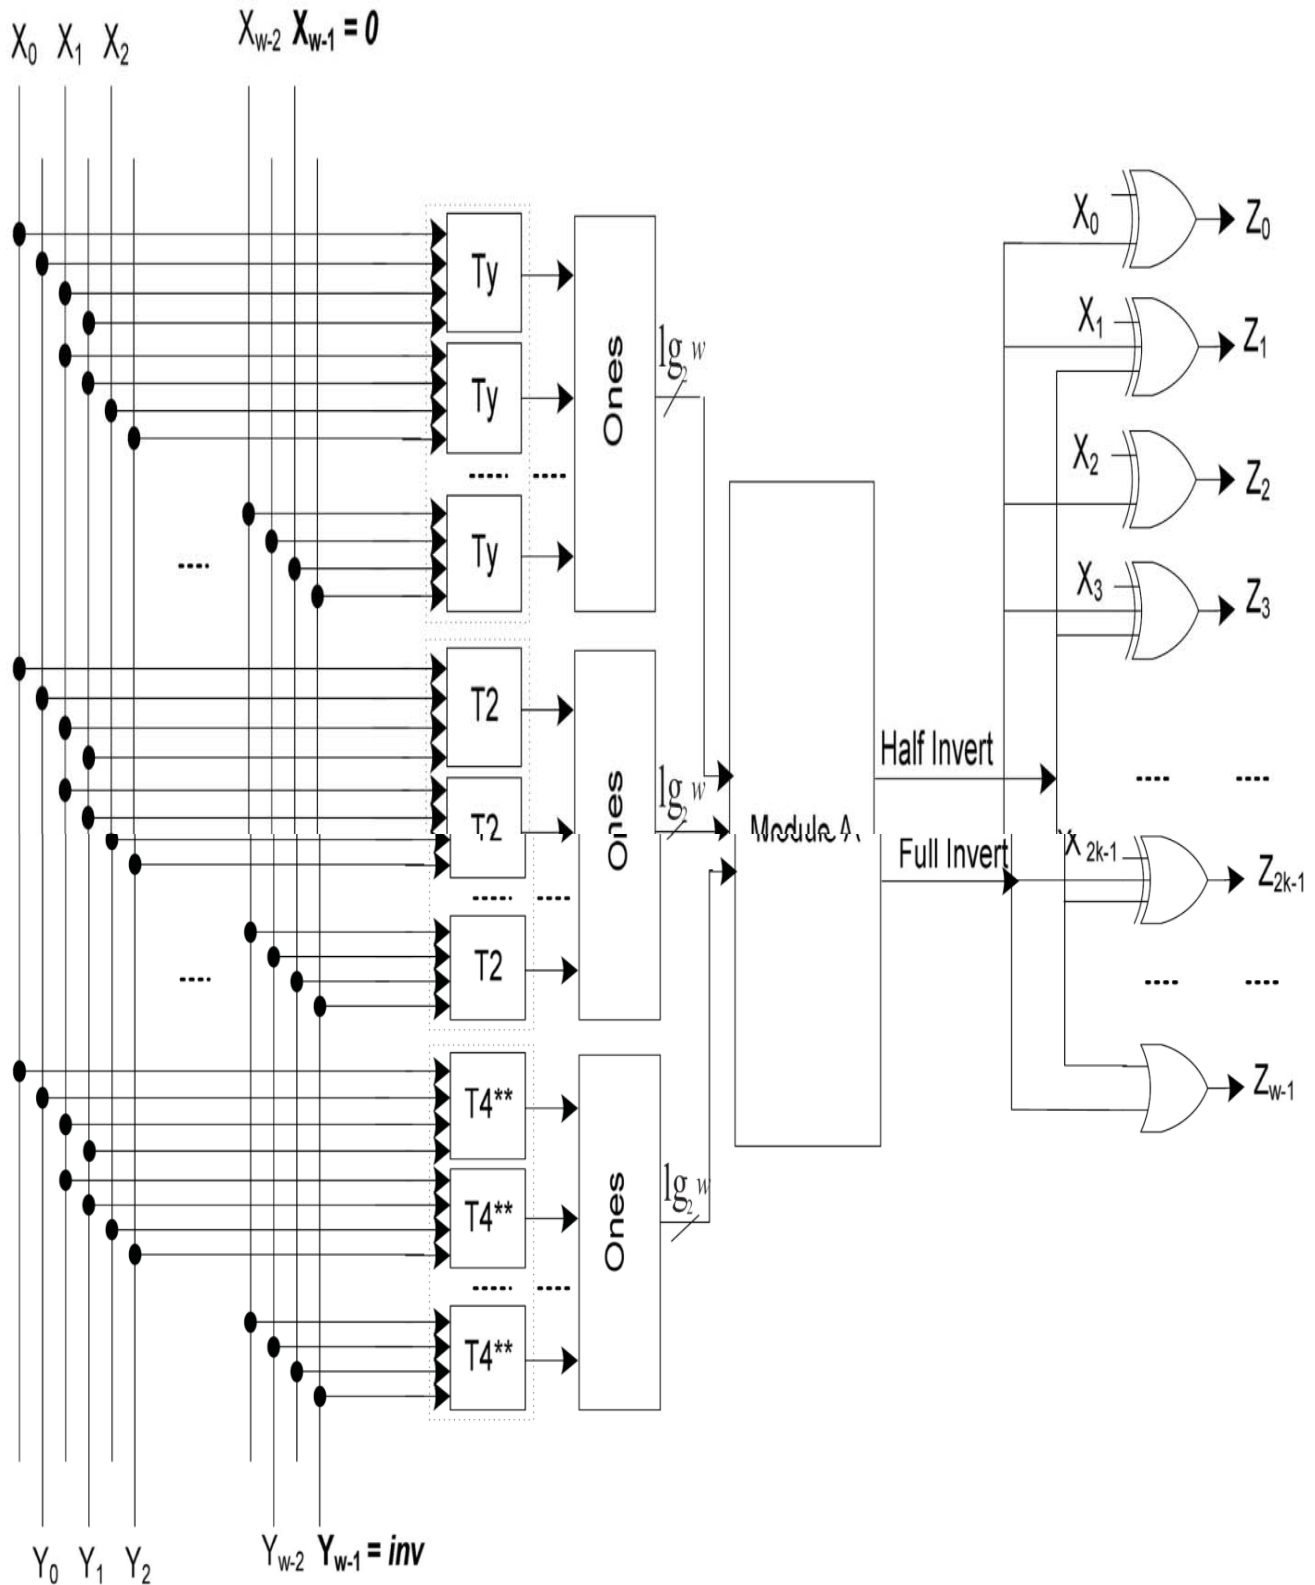 X0 X1 X2 Xw-2 Xw-1 = 0
X0
Z0
Ty
X1
Z1
Ones
lg2 w
Ty
X2
Z2
Ty
X3
Z3
T2
Half Invert
Ones
lg2 w
T2
Module A
Full Invert
X2k-1
Z2k-1
T2
T4**
Zw-1
Ones
lg2 w
T4**
T4**
Y0 Y1 Y2 Yw-2 Yw-1 = inv